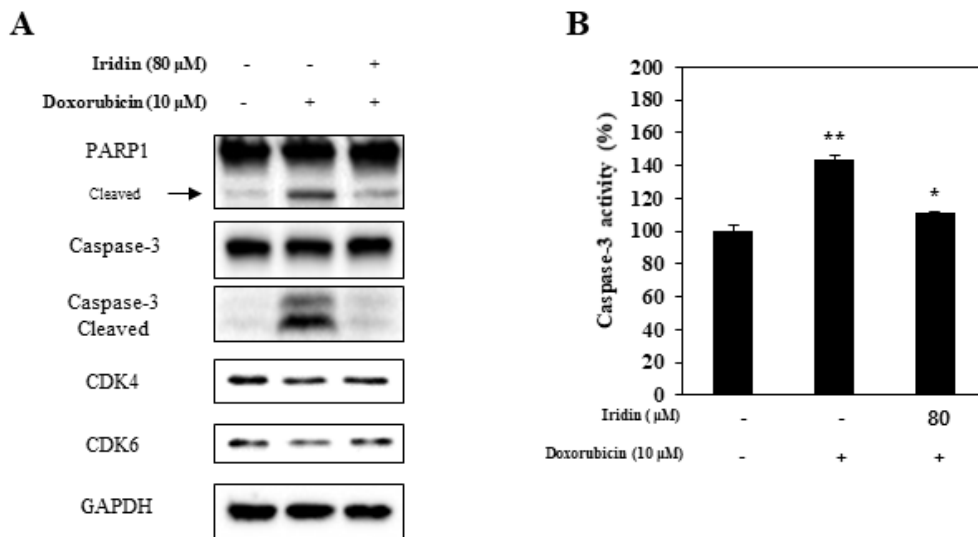 A
Iridin (80 μM) - - +
Doxorubicin (10 μM) - + +
PARP1
Cleaved
Caspase-3
Caspase-3
Cleaved
CDK4
CDK6
GAPDH
B
Caspase-3 activity (%)
200
180
160
140
120
100
80
60
40
20
0
**
*
Iridin (μM) - - 80
Doxorubicin (10 μM) - + +